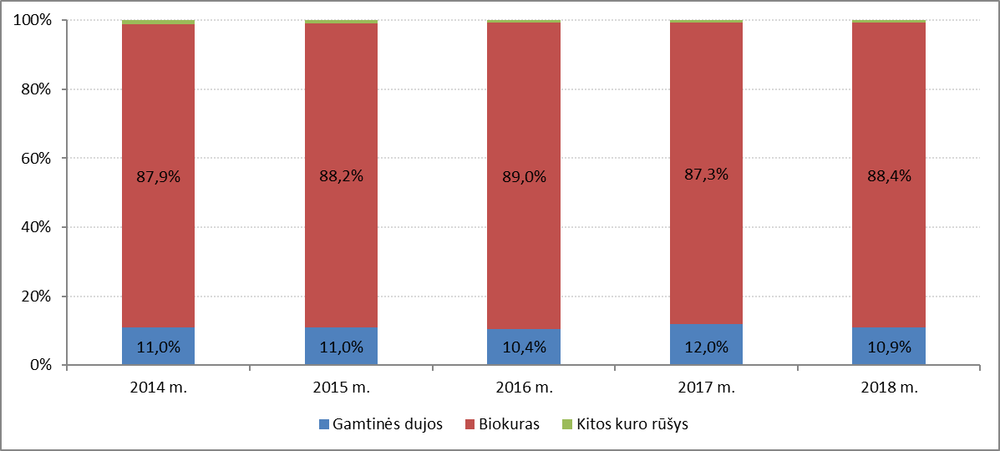 100%
80%
60%
40%
20%
0%
87,9%
88,2%
89,0%
87,3%
88,4%
11,0%
11,0%
10,4%
12,0%
10,9%
2014 m.
2015 m.
2016 m.
2017 m.
2018 m.
Gamtinės dujos
Biokuras
Kitos kuro rūšys